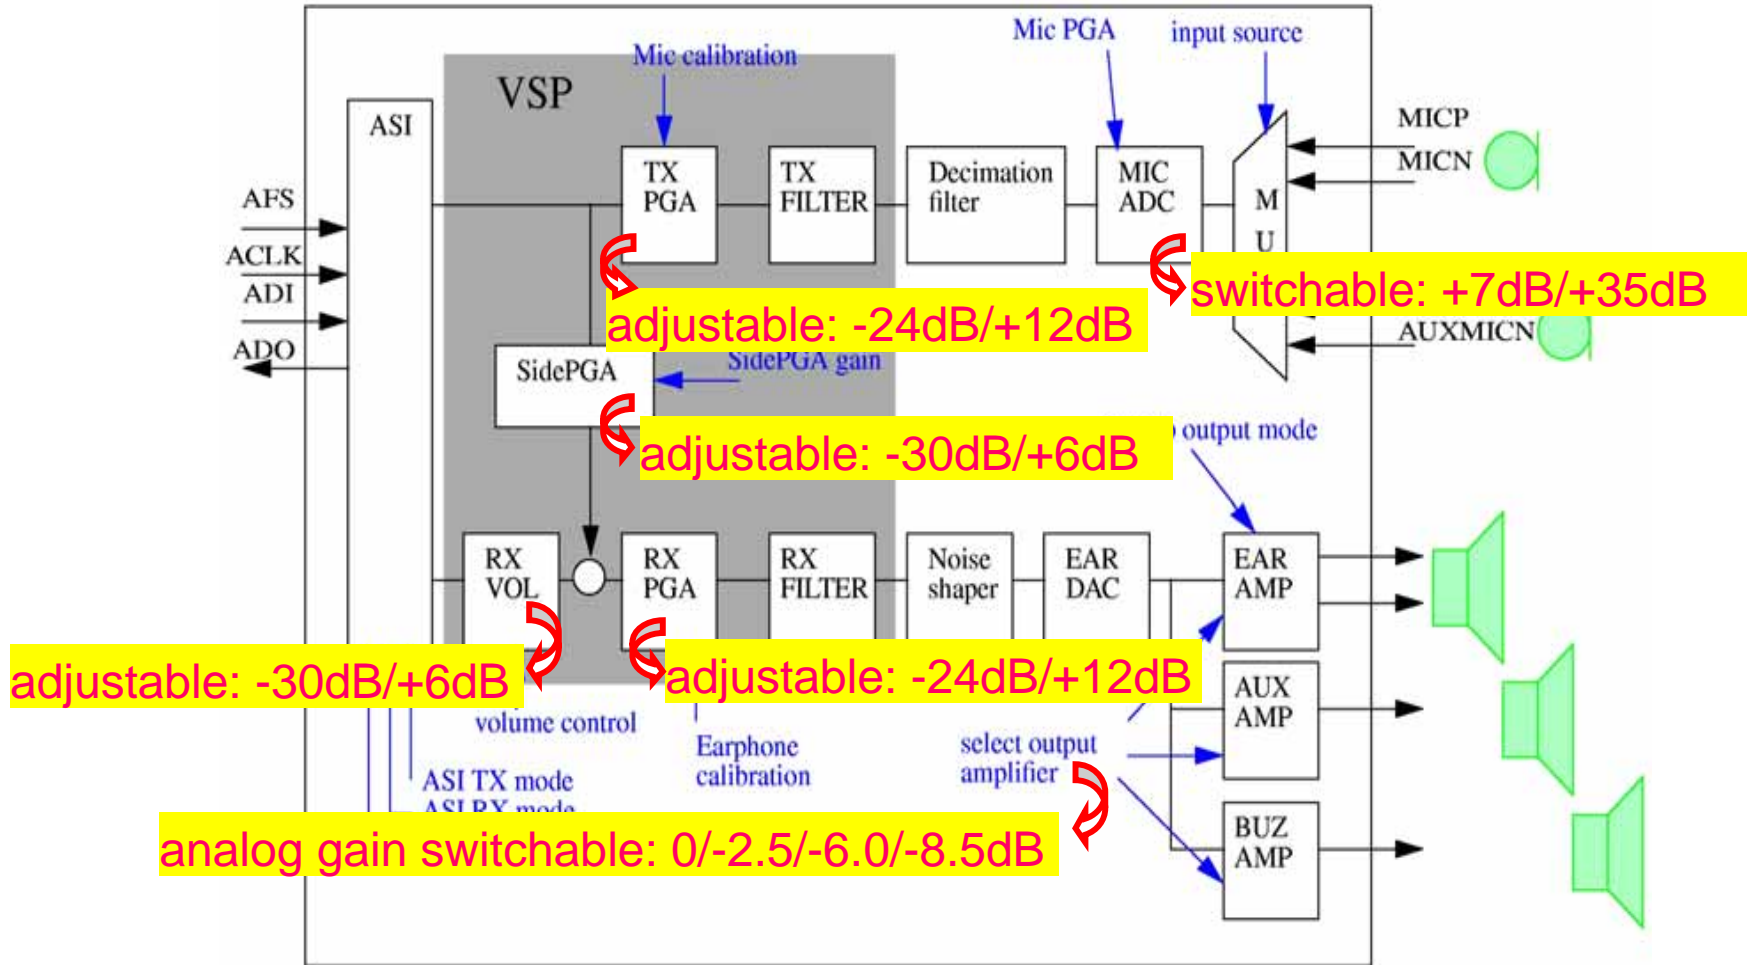 Mic PGA
input source
Mic calibration
VSP
ASI
MICP
MICN
TX
PGA
TX
FILTER
Decimation
filter
MIC
ADC
M
U
AFS
ACLK
ADI
ADO
switchable: +7dB/+35dB
adjustable: -24dB/+12dB
AUXMICN
SidePGA
SidePGA gain
adjustable: -30dB/+6dB
output mode
RX
VOL
RX
PGA
RX
FILTER
Noise
shaper
EAR
DAC
EAR
AMP
adjustable: -30dB/+6dB
adjustable: -24dB/+12dB
AUX
AMP
volume control
Earphone
calibration
select output
amplifier
ASI TX mode
ASI RX mode
analog gain switchable: 0/-2.5/-6.0/-8.5dB
BUZ
AMP